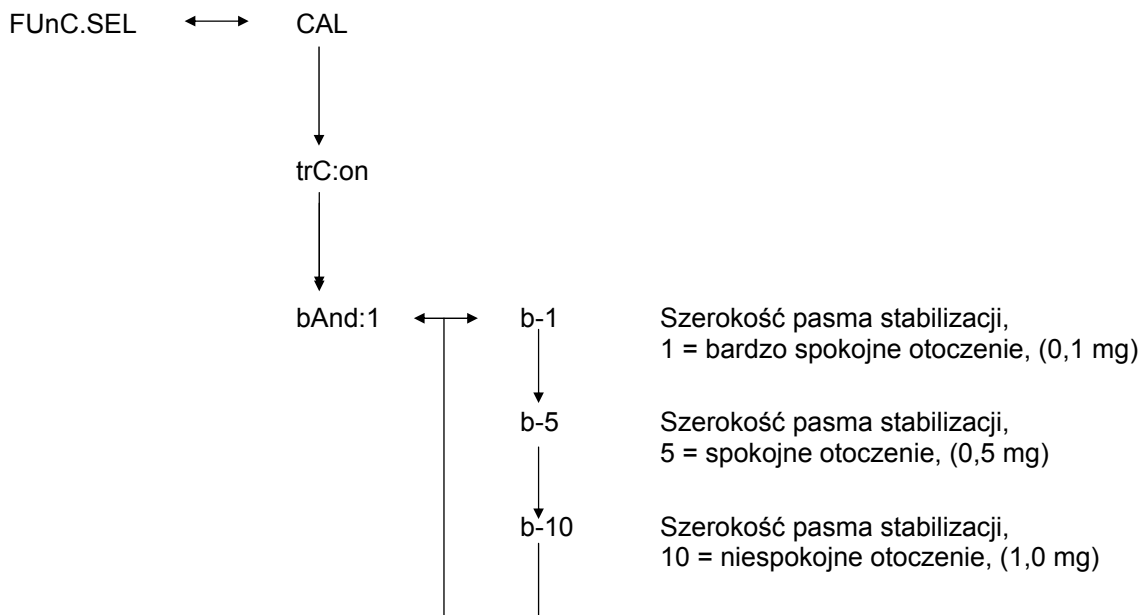 FUnC.SEL CAL
trC:on
bAnd:1 b-1 Szerokość pasma stabilizacji,
1 = bardzo spokojne otoczenie, (0,1 mg)
b-5 Szerokość pasma stabilizacji,
5 = spokojne otoczenie, (0,5 mg)
b-10 Szerokość pasma stabilizacji,
10 = niespokojne otoczenie, (1,0 mg)